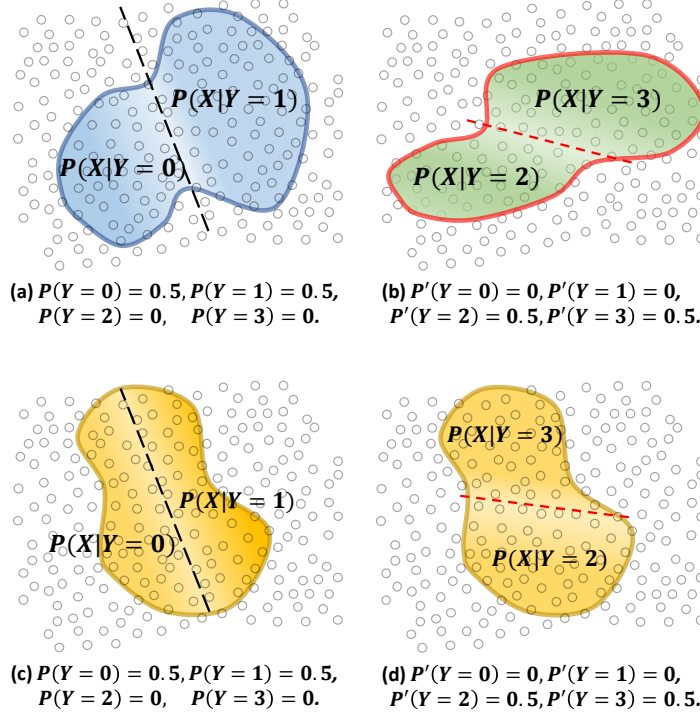 P(X|Y = 1)
P(X|Y = 0)
P(X|Y = 3)
P(X|Y = 2)
(a) P(Y = 0) = 0.5, P(Y = 1) = 0.5,
P(Y = 2) = 0, P(Y = 3) = 0.
(b) P′(Y = 0) = 0, P′(Y = 1) = 0,
P′(Y = 2) = 0.5, P′(Y = 3) = 0.5.
P(X|Y = 1)
P(X|Y = 0)
P(X|Y = 3)
P(X|Y = 2)
(c) P(Y = 0) = 0.5, P(Y = 1) = 0.5,
P(Y = 2) = 0, P(Y = 3) = 0.
(d) P′(Y = 0) = 0, P′(Y = 1) = 0,
P′(Y = 2) = 0.5, P′(Y = 3) = 0.5.